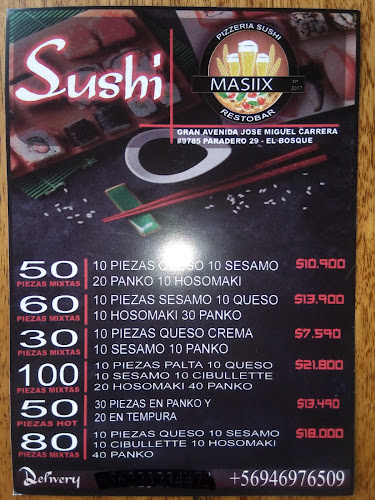 Sushi
PIZZERIA SUSHI
MASIIX
RESTOBAR
2017
GRAN AVENIDA JOSE MIGUEL CARRERA
#9785 PARADERO 29 - EL BOSQUE
50 PIEZAS MIXTAS 10 PIEZAS QUESO 10 SESAMO $10.900
20 PANKO 10 HOSOMAKI
60 PIEZAS MIXTAS 10 PIEZAS SESAMO 10 QUESO $13.900
10 HOSOMAKI 30 PANKO
30 PIEZAS MIXTAS 10 PIEZAS QUESO CREMA $7.590
10 SESAMO 10 PANKO
100 PIEZAS MIXTAS 10 PIEZAS PALTA 10 QUESO $21.800
10 SESAMO 10 CIBULLETTE
20 HOSOMAKI 40 PANKO
50 PIEZAS HOT 30 PIEZAS EN PANKO Y $13.490
20 EN TEMPURA
80 PIEZAS MIXTAS 10 PIEZAS QUESO 10 SESAMO $18.000
10 CIBULLETTE 10 HOSOMAKI
40 PANKO
Delivery +56946976509